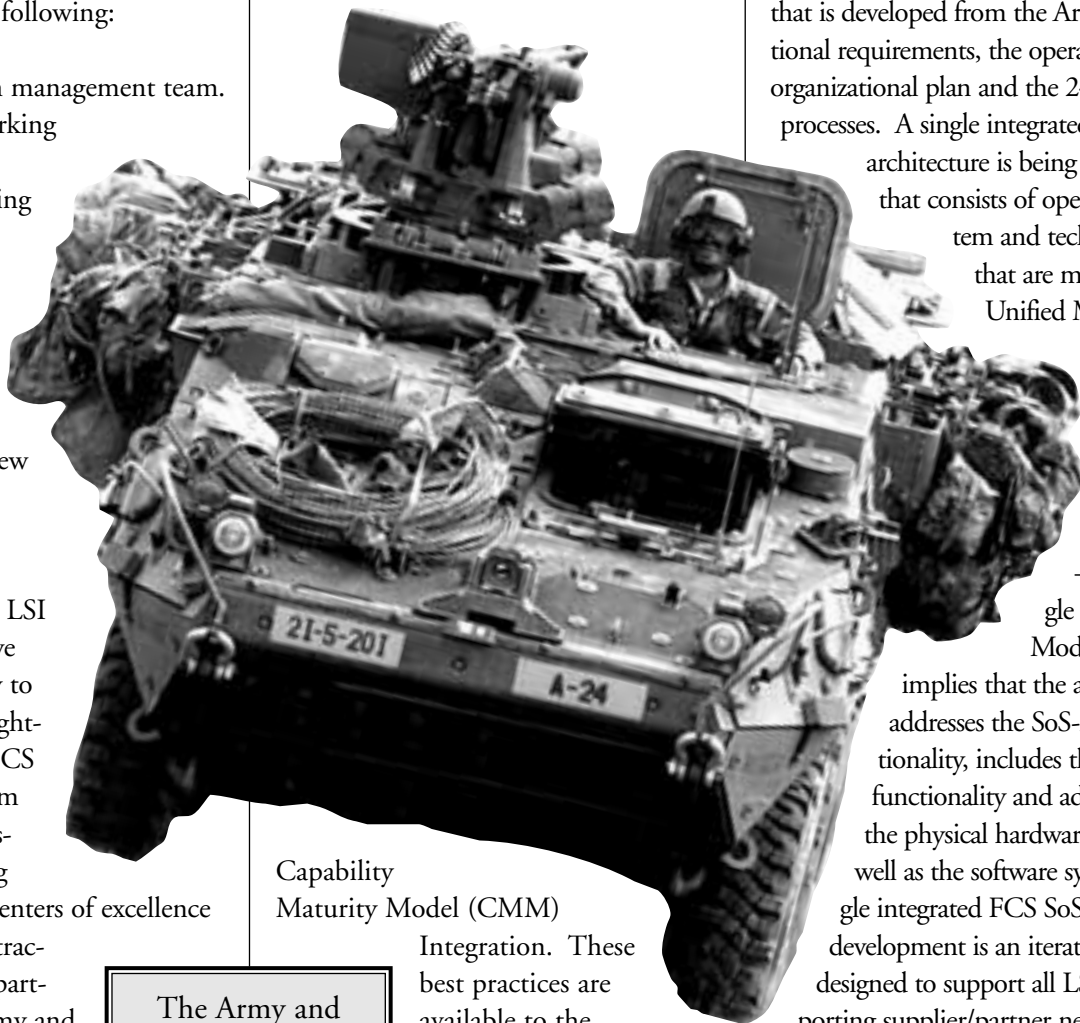 following:
management team.
rking
ing
ew
LSI
ve
to
ght-
CS
m
s-
g
enters of excellence
trac-
part-
my and
The Army and
21-5-201
A-24
Capability
Maturity Model (CMM)
Integration. These
best practices are
available to the
that is developed from the Ar
tional requirements, the opera
organizational plan and the 2-
processes. A single integrated
architecture is being
that consists of ope
tem and tech
that are m
Unified M
gle
Mod
implies that the a
addresses the SoS-
tionality, includes th
functionality and ad
the physical hardwar
well as the software sy
gle integrated FCS SoS
development is an iterat
designed to support all LS
porting supplier/partner ne